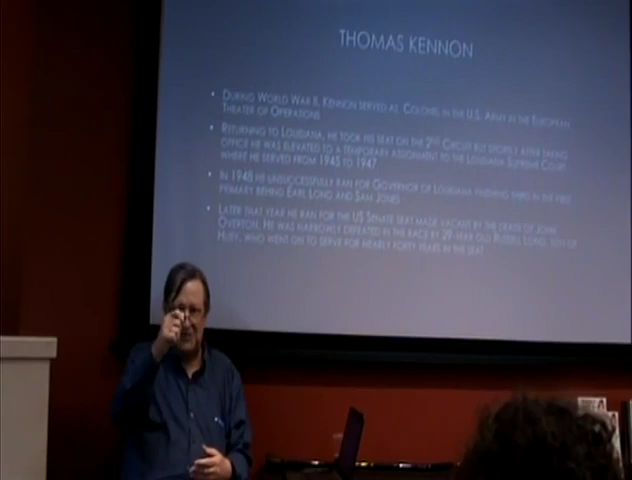 THOMAS KENNON
• DURING WORLD WAR II, KENNON SERVED AS COLONEL IN THE U.S. ARMY IN THE EUROPEAN
THEATER OF OPERATIONS
• RETURNING TO LOUISIANA, HE TOOK HIS SEAT ON THE 2ND CIRCUIT BUT SHORTLY AFTER TAKING
OFFICE HE WAS ELEVATED TO A TEMPORARY ASSIGNMENT TO THE LOUISIANA SUPREME COURT
WHERE HE SERVED FROM 1945 TO 1947
• IN 1948 HE UNSUCCESSFULLY RAN FOR GOVERNOR OF LOUISIANA FINISHING THIRD IN THE FIRST
PRIMARY BEHIND EARL LONG AND SAM JONES
• LATER THAT YEAR HE RAN FOR THE US SENATE SEAT MADE VACANT BY THE DEATH OF JOHN
OVERTON. HE WAS NARROWLY DEFEATED IN THE RACE BY 29 YEAR OLD RUSSELL LONG, SON OF
HUEY, WHO WENT ON TO SERVE FOR NEARLY FORTY YEARS IN THE SEAT